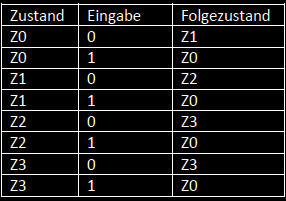 Zustand Eingabe Folgezustand
Z0 0 Z1
Z0 1 Z0
Z1 0 Z2
Z1 1 Z0
Z2 0 Z3
Z2 1 Z0
Z3 0 Z3
Z3 1 Z0